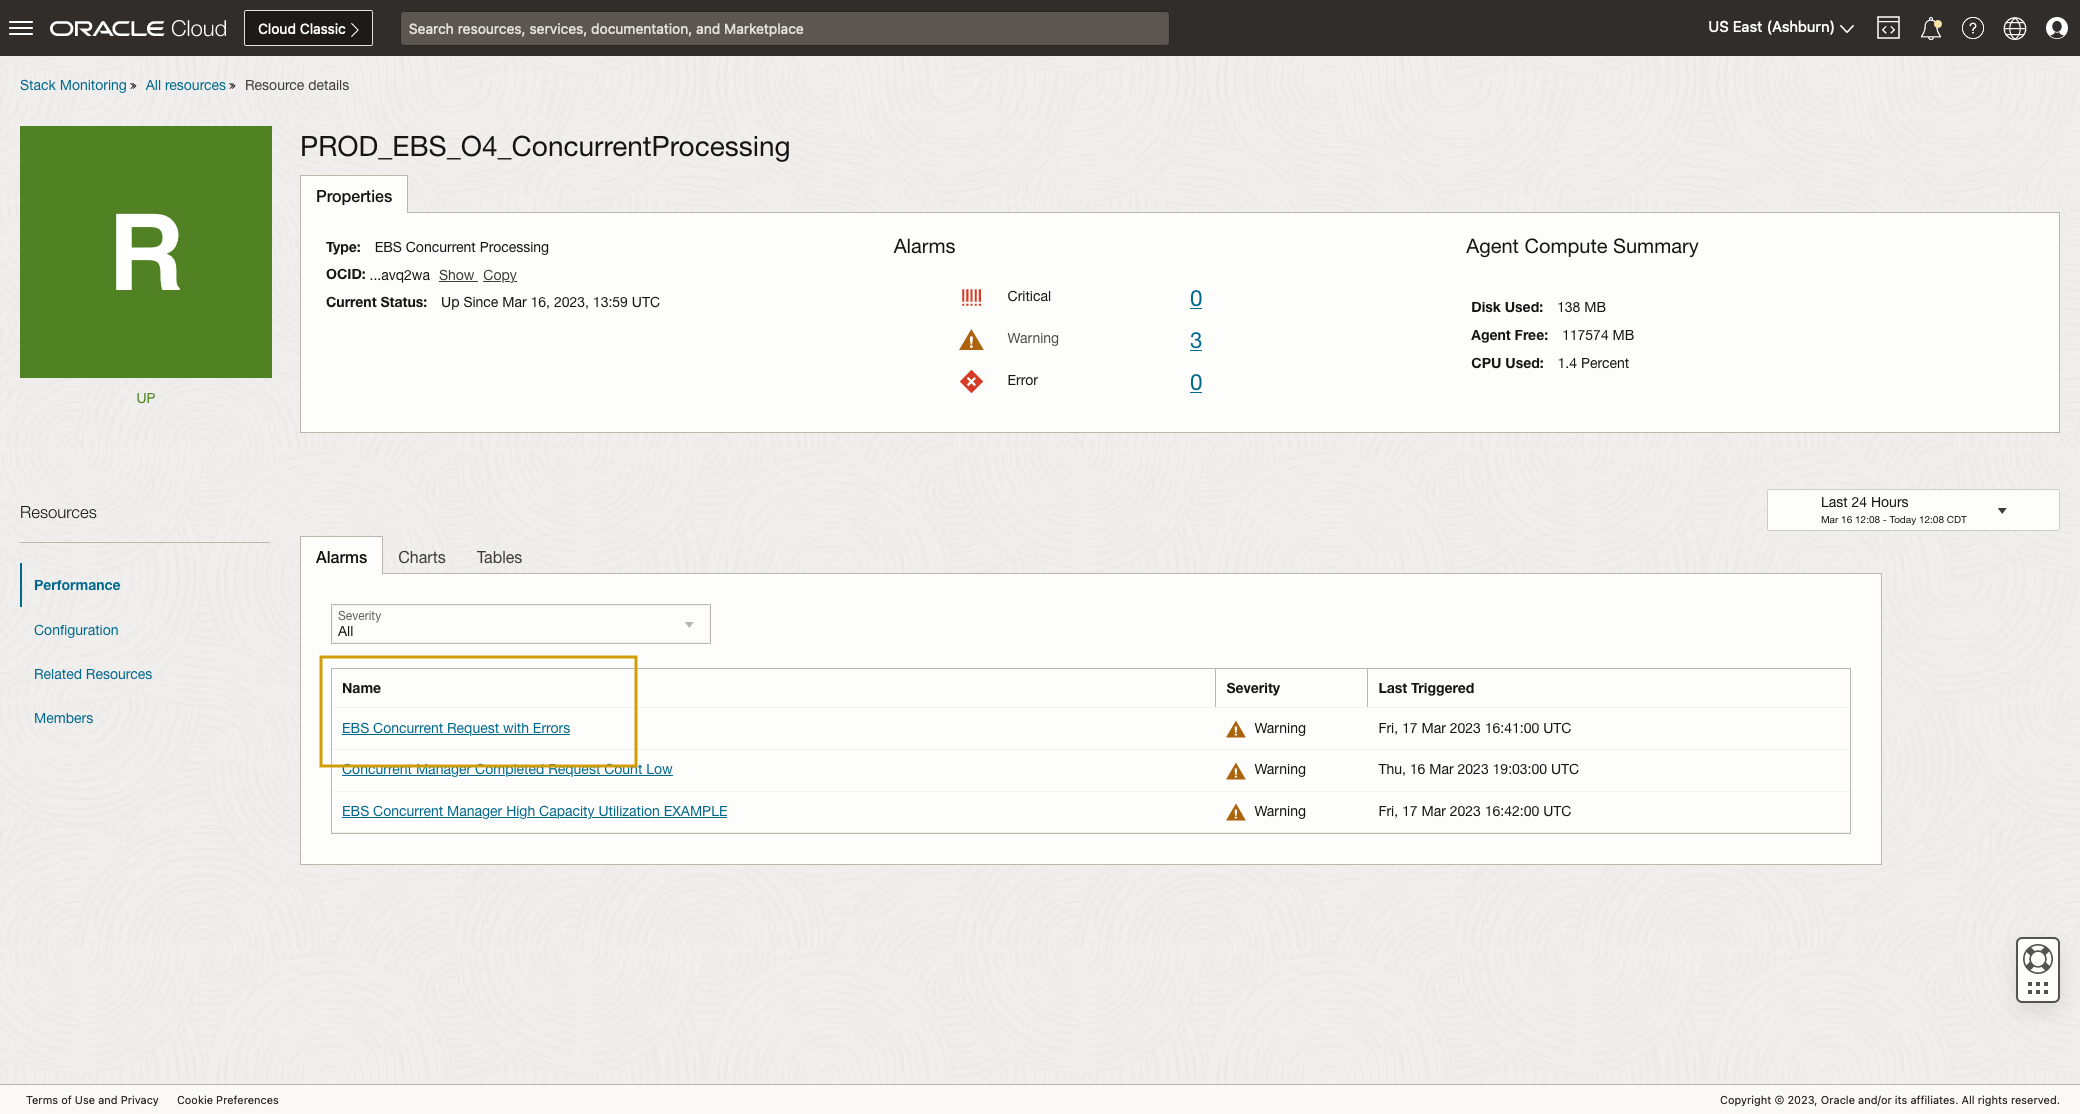 ORACLE Cloud
Cloud Classic
Search resources, services, documentation, and Marketplace
US East (Ashburn)
Stack Monitoring » All resources » Resource details
R
UP
PROD_EBS_O4_ConcurrentProcessing
Properties
Type: EBS Concurrent Processing
OCID: ...avq2wa Show Copy
Current Status: Up Since Mar 16, 2023, 13:59 UTC
Alarms
Critical 0
Warning 3
Error 0
Agent Compute Summary
Disk Used: 138 MB
Agent Free: 117574 MB
CPU Used: 1.4 Percent
Resources
Performance
Configuration
Related Resources
Members
Last 24 Hours
Mar 16 12:08 - Today 12:08 CDT
Alarms Charts Tables
Severity
All
Name Severity Last Triggered
EBS Concurrent Request with Errors Warning Fri, 17 Mar 2023 16:41:00 UTC
Concurrent Manager Completed Request Count Low Warning Thu, 16 Mar 2023 19:03:00 UTC
EBS Concurrent Manager High Capacity Utilization EXAMPLE Warning Fri, 17 Mar 2023 16:42:00 UTC
Terms of Use and Privacy Cookie Preferences
Copyright © 2023, Oracle and/or its affiliates. All rights reserved.